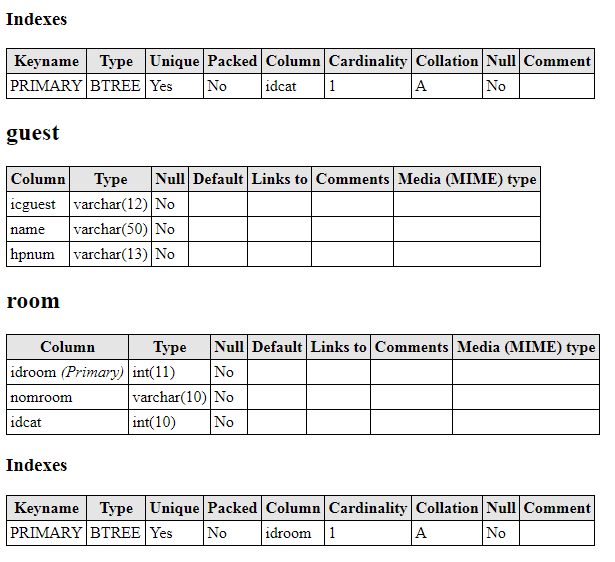 Indexes
Keyname Type Unique Packed Column Cardinality Collation Null Comment
PRIMARY BTREE Yes No idcat 1 A No
guest
Column Type Null Default Links to Comments Media (MIME) type
icguest varchar(12) No
name varchar(50) No
hpnum varchar(13) No
room
Column Type Null Default Links to Comments Media (MIME) type
idroom (Primary) int(11) No
nomroom varchar(10) No
idcat int(10) No
Indexes
Keyname Type Unique Packed Column Cardinality Collation Null Comment
PRIMARY BTREE Yes No idroom 1 A No